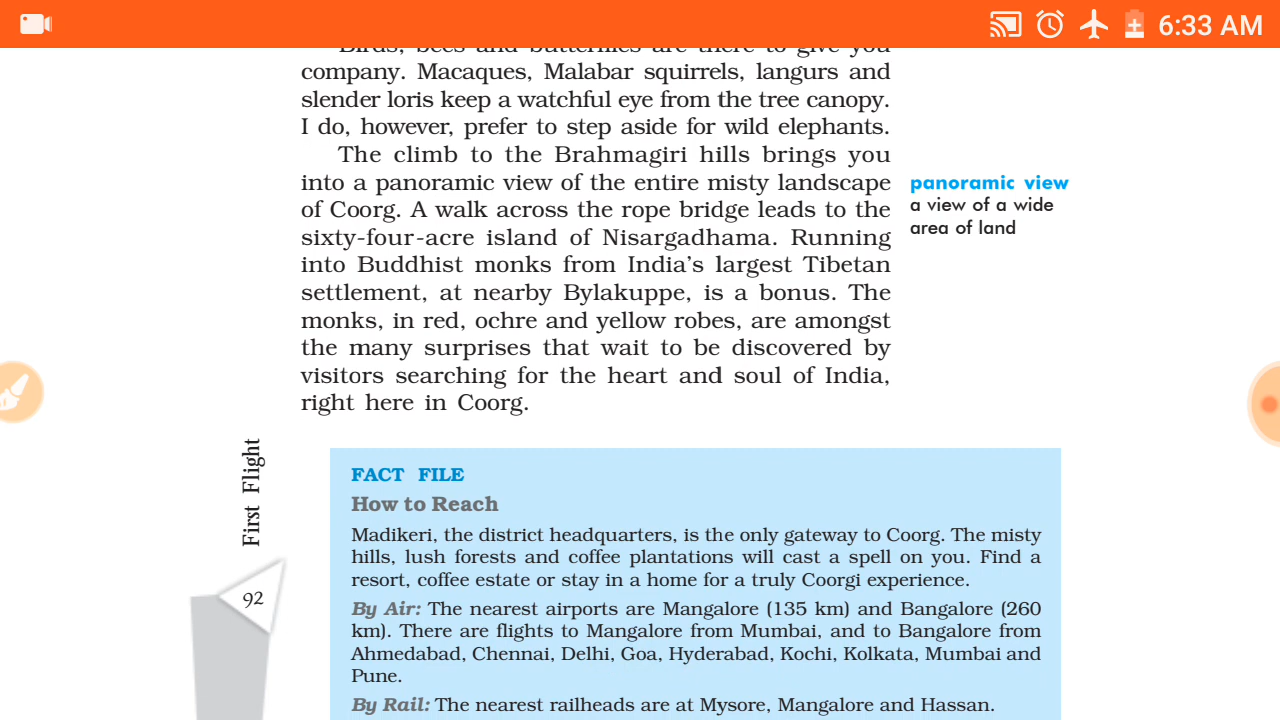 6:33 AM
Birds, bees and butterflies are there to give you
company. Macaques, Malabar squirrels, langurs and
slender loris keep a watchful eye from the tree canopy.
I do, however, prefer to step aside for wild elephants.
The climb to the Brahmagiri hills brings you
into a panoramic view of the entire misty landscape
of Coorg. A walk across the rope bridge leads to the
sixty-four-acre island of Nisargadhama. Running
into Buddhist monks from India's largest Tibetan
settlement, at nearby Bylakuppe, is a bonus. The
monks, in red, ochre and yellow robes, are amongst
the many surprises that wait to be discovered by
visitors searching for the heart and soul of India,
right here in Coorg.
panoramic view
a view of a wide
area of land
First Flight
92
FACT FILE
How to Reach
Madikeri, the district headquarters, is the only gateway to Coorg. The misty
hills, lush forests and coffee plantations will cast a spell on you. Find a
resort, coffee estate or stay in a home for a truly Coorgi experience.
By Air: The nearest airports are Mangalore (135 km) and Bangalore (260
km). There are flights to Mangalore from Mumbai, and to Bangalore from
Ahmedabad, Chennai, Delhi, Goa, Hyderabad, Kochi, Kolkata, Mumbai and
Pune.
By Rail: The nearest railheads are at Mysore, Mangalore and Hassan.